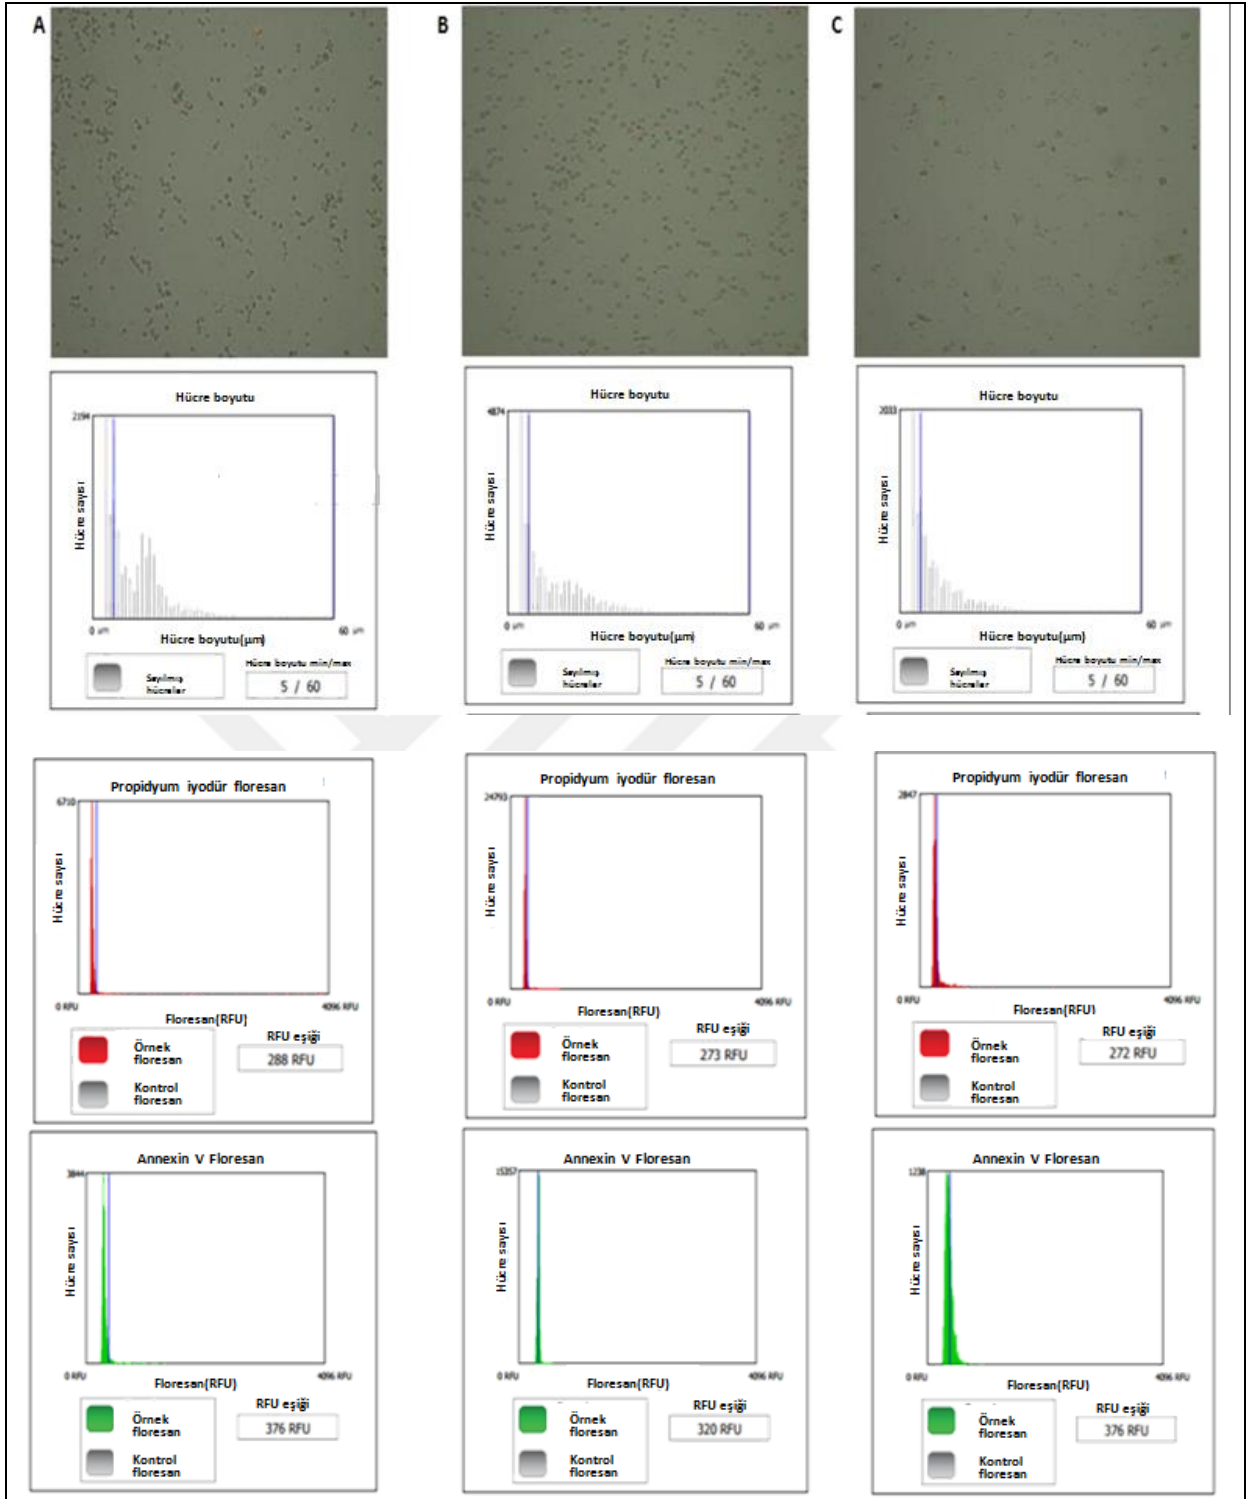 A
B
C
Hücre boyutu
2194
Hücre sayısı
0 µm
60 µm
Hücre boyutu(µm)
Sayılmış
hücreler
Hücre boyutu min/max
5 / 60
Hücre boyutu
4874
Hücre sayısı
0 µm
60 µm
Hücre boyutu(µm)
Sayılmış
hücreler
Hücre boyutu min/max
5 / 60
Hücre boyutu
2033
Hücre sayısı
0 µm
60 µm
Hücre boyutu(µm)
Sayılmış
hücreler
Hücre boyutu min/max
5 / 60
Propidyum iyodür floresan
6710
Hücre sayısı
0 RFU
4096 RFU
Floresan(RFU)
Örnek
floresan
Kontrol
floresan
RFU eşiği
288 RFU
Propidyum iyodür floresan
24793
Hücre sayısı
0 RFU
4096 RFU
Floresan(RFU)
Örnek
floresan
Kontrol
floresan
RFU eşiği
273 RFU
Propidyum iyodür floresan
2847
Hücre sayısı
0 RFU
4096 RFU
Floresan(RFU)
Örnek
floresan
Kontrol
floresan
RFU eşiği
272 RFU
Annexin V Floresan
3844
Hücre sayısı
0 RFU
4096 RFU
Floresan(RFU)
Örnek
floresan
Kontrol
floresan
RFU eşiği
376 RFU
Annexin V Floresan
15357
Hücre sayısı
0 RFU
4096 RFU
Floresan(RFU)
Örnek
floresan
Kontrol
floresan
RFU eşiği
320 RFU
Annexin V Floresan
1238
Hücre sayısı
0 RFU
4096 RFU
Floresan(RFU)
Örnek
floresan
Kontrol
floresan
RFU eşiği
376 RFU